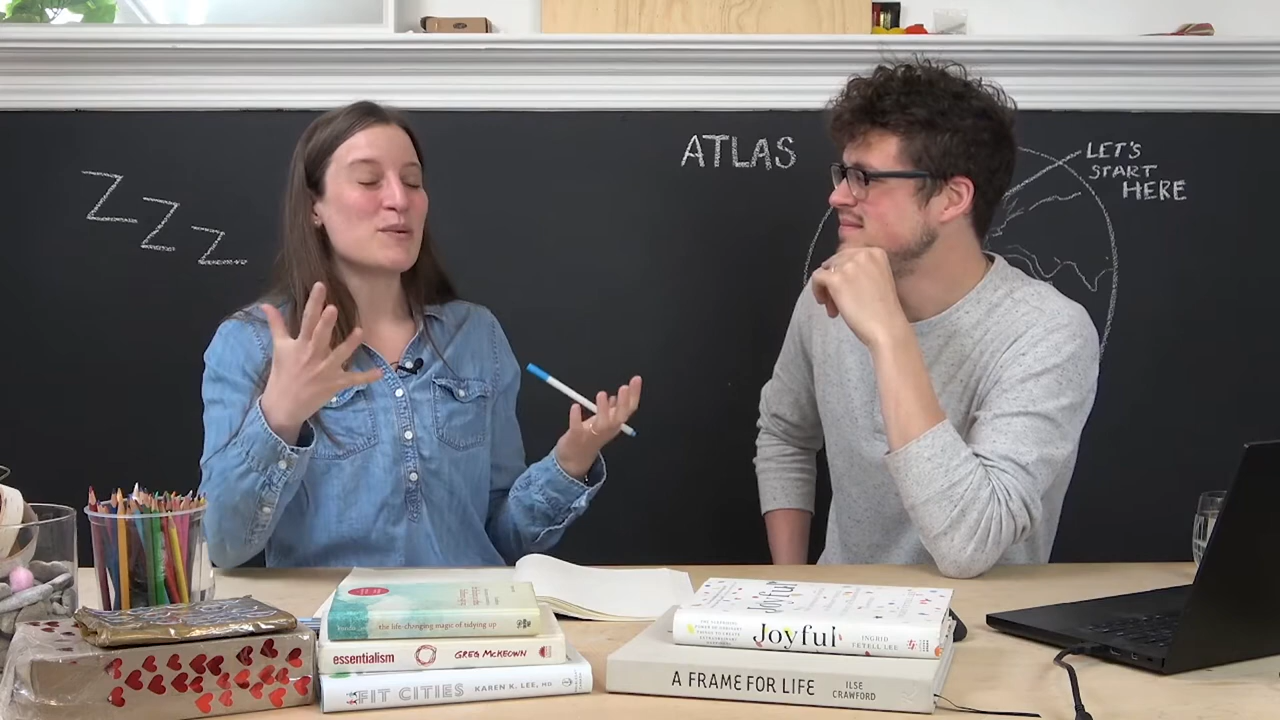 Z Z Z
ATLAS
LET'S
START
HERE
the life-changing magic of tidying up
essentialism GREG MCKEOWN
FIT CITIES KAREN K. LEE, MD
Joyful
Joyful INGRID
FETELL LEE
A FRAME FOR LIFE ILSE
CRAWFORD